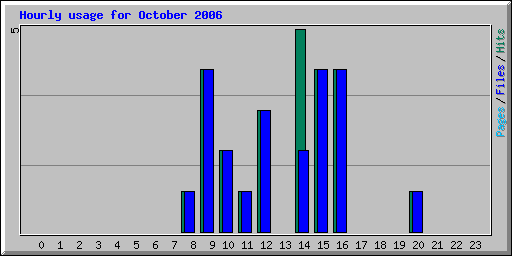 Hourly usage for October 2006
5
Pages/Files/Hits
0 1 2 3 4 5 6 7 8 9 10 11 12 13 14 15 16 17 18 19 20 21 22 23